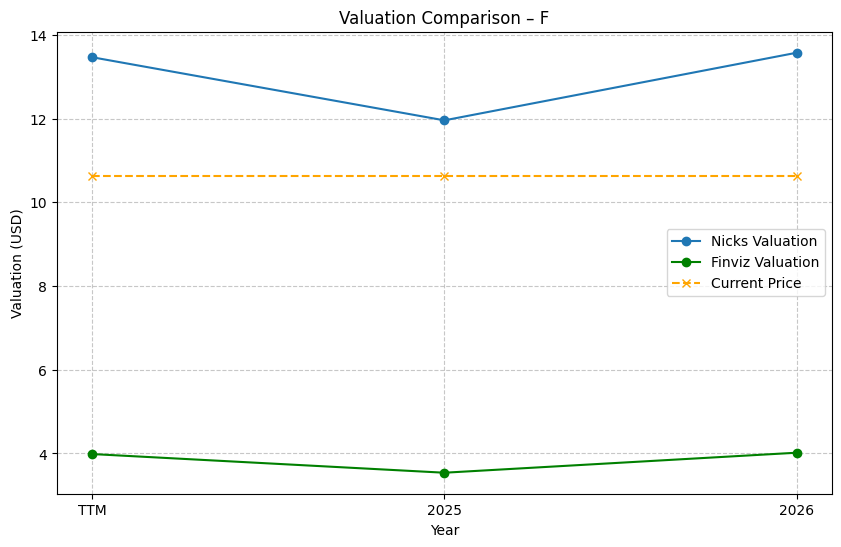 Valuation Comparison – F
Valuation (USD)
14
12
10
8
6
4
Nicks Valuation
Finviz Valuation
Current Price
TTM
2025
2026
Year